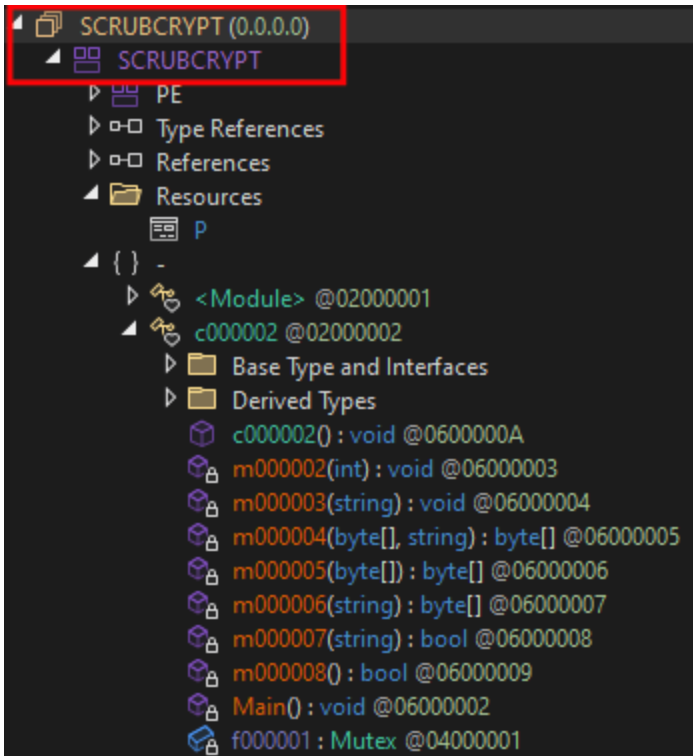 SCRUBCRYPT (0.0.0.0)
SCRUBCRYPT
PE
Type References
References
Resources
P
{ } -
<Module> @02000001
c000002 @02000002
Base Type and Interfaces
Derived Types
c000002() : void @0600000A
m000002(int) : void @06000003
m000003(string) : void @06000004
m000004(byte[], string) : byte[] @06000005
m000005(byte[]) : byte[] @06000006
m000006(string) : byte[] @06000007
m000007(string) : bool @06000008
m000008() : bool @06000009
Main() : void @06000002
f000001 : Mutex @04000001